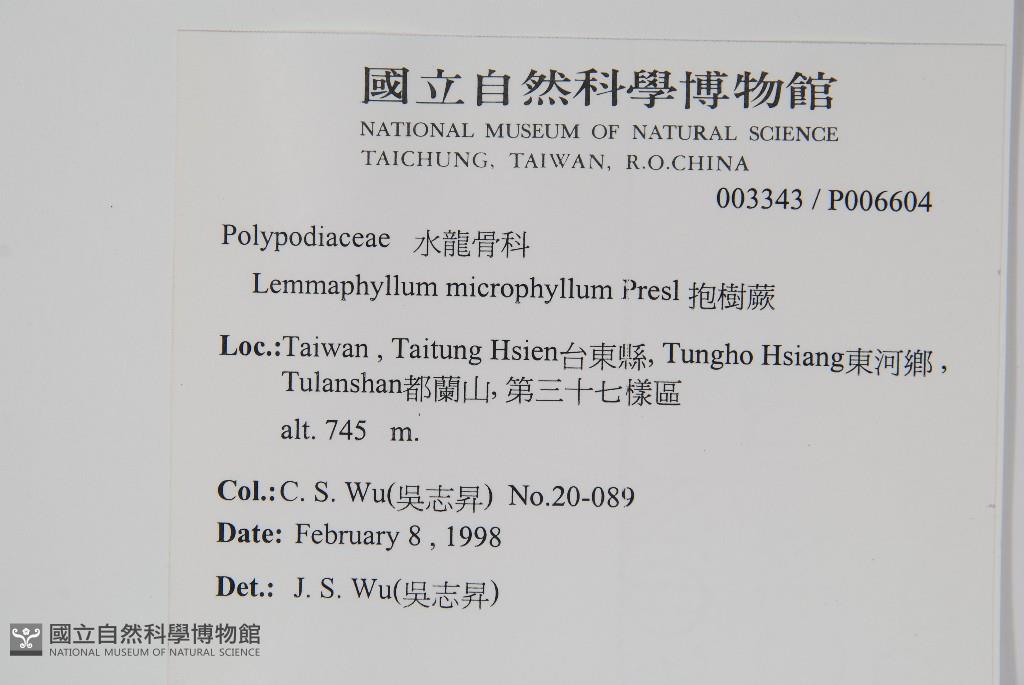 國立自然科學博物館
NATIONAL MUSEUM OF NATURAL SCIENCE
TAICHUNG, TAIWAN, R.O.CHINA
003343 / P006604
Polypodiaceae 水龍骨科
Lemmaphyllum microphyllum Presl 抱樹蕨
Loc.:Taiwan , Taitung Hsien台東縣, Tungho Hsiang東河鄉 ,
Tulanshan都蘭山, 第三十七樣區
alt. 745 m.
Col.: C. S. Wu(吳志昇) No.20-089
Date: February 8 , 1998
Det.: J. S. Wu(吳志昇)
國立自然科學博物館
NATIONAL MUSEUM OF NATURAL SCIENCE